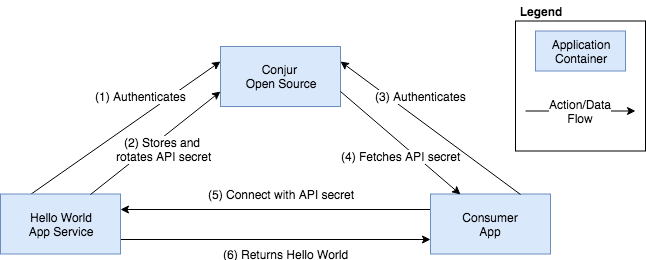 Legend
Application
Container
Action/Data
Flow
Conjur
Open Source
(1) Authenticates
(3) Authenticates
(2) Stores and
rotates API secret
(4) Fetches API secret
(5) Connect with API secret
Hello World
App Service
Consumer
App
(6) Returns Hello World